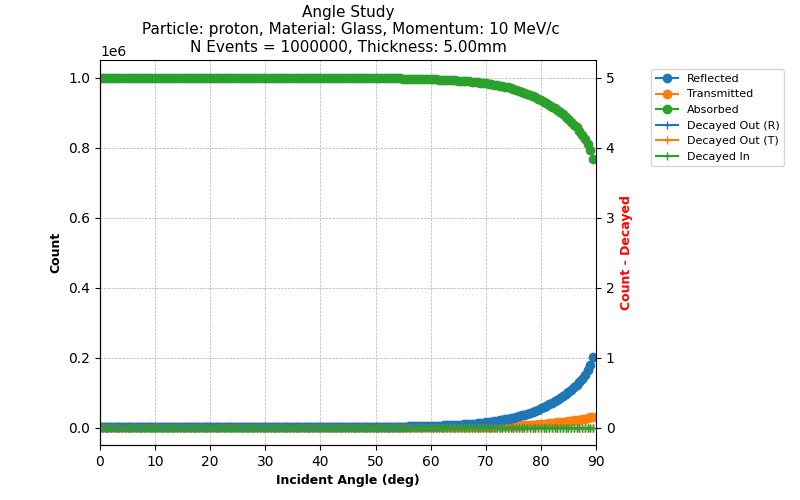 Angle Study
Particle: proton, Material: Glass, Momentum: 10 MeV/c
N Events = 1000000, Thickness: 5.00mm
1e6
1.0
0.8
0.6
0.4
0.2
0.0
Count
0 10 20 30 40 50 60 70 80 90
Incident Angle (deg)
5
4
3
2
1
0
Count - Decayed
Reflected
Transmitted
Absorbed
Decayed Out (R)
Decayed Out (T)
Decayed In